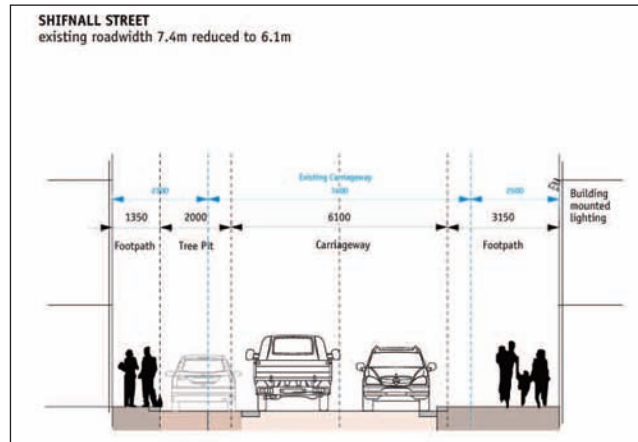 SHIFNALL STREET
existing roadwidth 7.4m reduced to 6.1m
Existing Carriageway
7400
2500
Building
mounted
lighting
1350
2000
6100
3150
Footpath
Tree Pit
Carriageway
Footpath